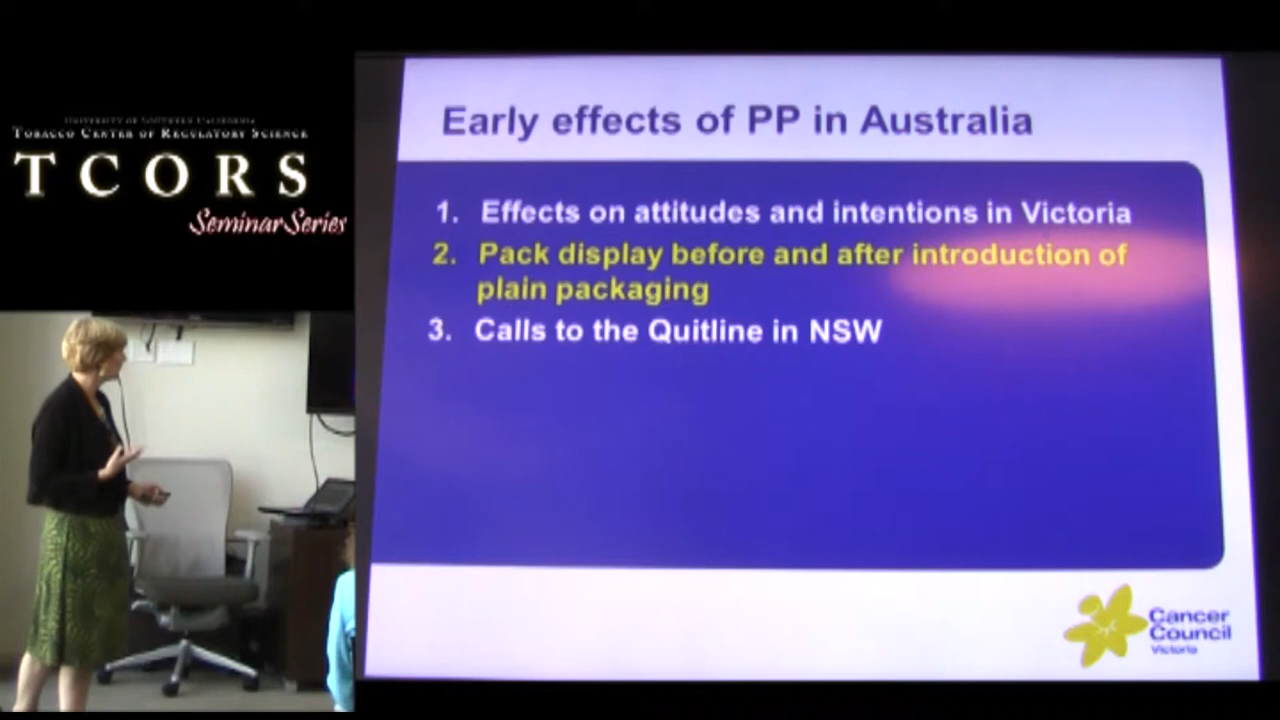 UNIVERSITY OF SOUTHERN CALIFORNIA
TOBACCO CENTER OF REGULATORY SCIENCE
TCORS
Seminar Series
Early effects of PP in Australia
1. Effects on attitudes and intentions in Victoria
2. Pack display before and after introduction of
plain packaging
3. Calls to the Quitline in NSW
Cancer
Council
Victoria